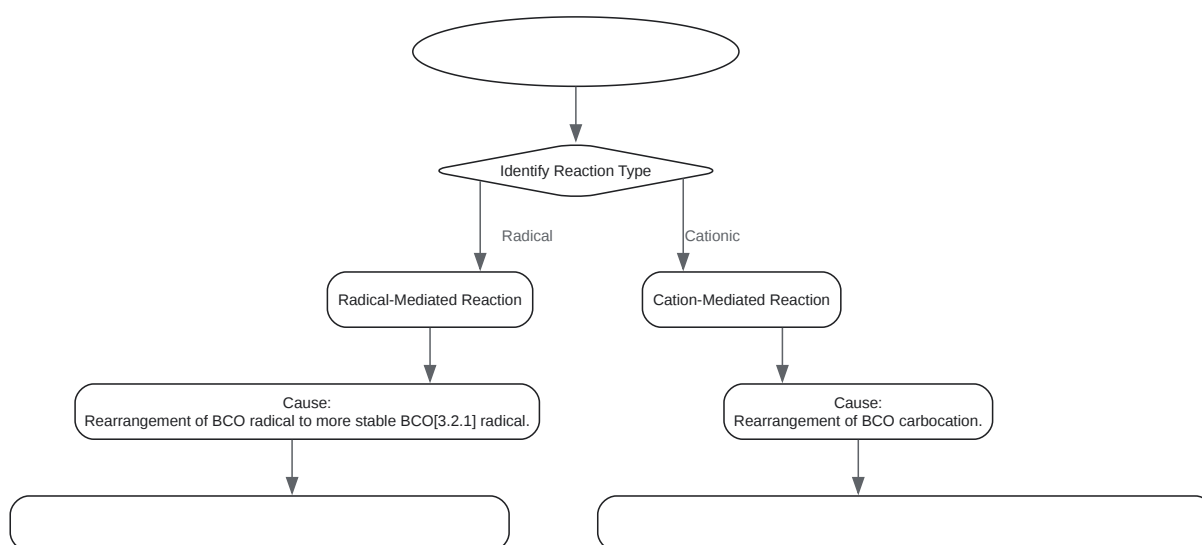 Identify Reaction Type
Radical
Cationic
Radical-Mediated Reaction
Cation-Mediated Reaction
Cause:
Rearrangement of BCO radical to more stable BCO[3.2.1] radical.
Cause:
Rearrangement of BCO carbocation.